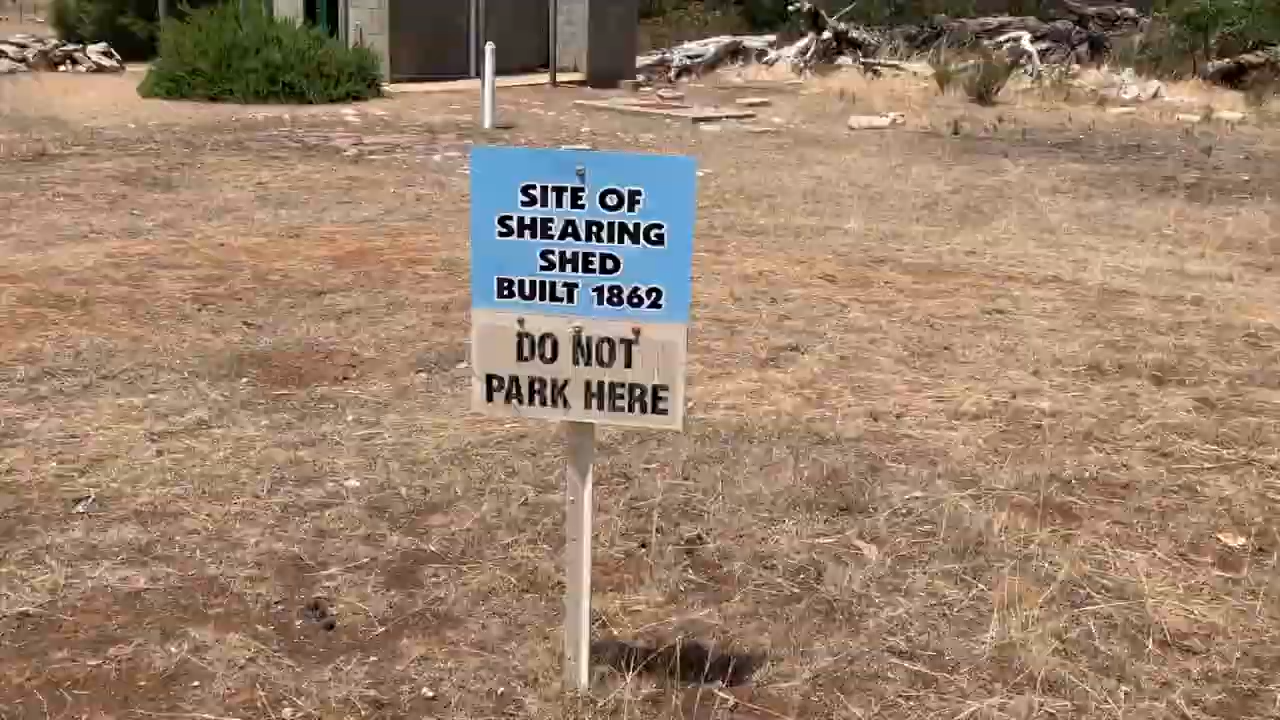 SITE OF
SHEARING
SHED
BUILT 1862
DO NOT
PARK HERE